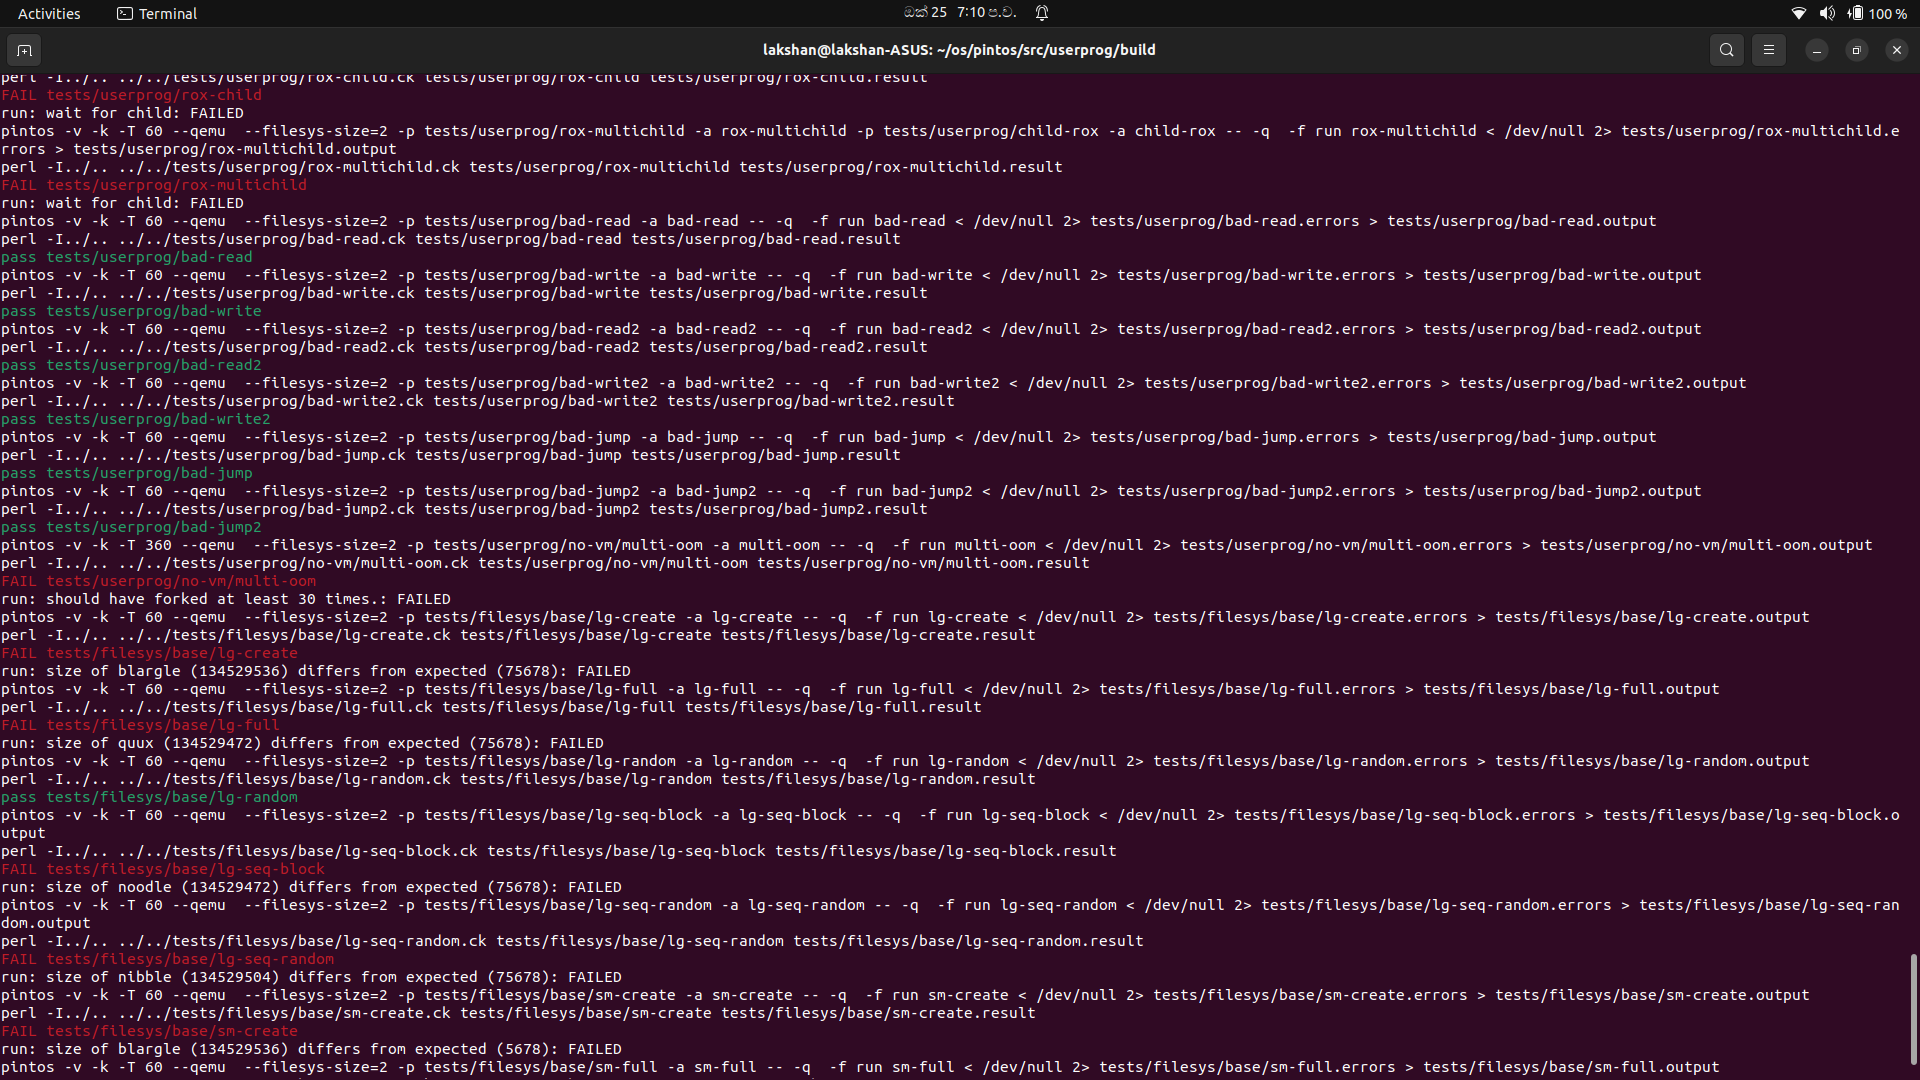 Activities
Terminal
ඔක් 25 7:10 ප.ව.
100 %
lakshan@lakshan-ASUS: ~/os/pintos/src/userprog/build
perl -I../.. ../../tests/userprog/rox-child.ck tests/userprog/rox-child tests/userprog/rox-child.result
FAIL tests/userprog/rox-child
run: wait for child: FAILED
pintos -v -k -T 60 --qemu  --filesys-size=2 -p tests/userprog/rox-multichild -a rox-multichild -p tests/userprog/child-rox -a child-rox -- -q  -f run rox-multichild < /dev/null 2> tests/userprog/rox-multichild.e
rrors > tests/userprog/rox-multichild.output
perl -I../.. ../../tests/userprog/rox-multichild.ck tests/userprog/rox-multichild tests/userprog/rox-multichild.result
FAIL tests/userprog/rox-multichild
run: wait for child: FAILED
pintos -v -k -T 60 --qemu  --filesys-size=2 -p tests/userprog/bad-read -a bad-read -- -q  -f run bad-read < /dev/null 2> tests/userprog/bad-read.errors > tests/userprog/bad-read.output
perl -I../.. ../../tests/userprog/bad-read.ck tests/userprog/bad-read tests/userprog/bad-read.result
pass tests/userprog/bad-read
pintos -v -k -T 60 --qemu  --filesys-size=2 -p tests/userprog/bad-write -a bad-write -- -q  -f run bad-write < /dev/null 2> tests/userprog/bad-write.errors > tests/userprog/bad-write.output
perl -I../.. ../../tests/userprog/bad-write.ck tests/userprog/bad-write tests/userprog/bad-write.result
pass tests/userprog/bad-write
pintos -v -k -T 60 --qemu  --filesys-size=2 -p tests/userprog/bad-read2 -a bad-read2 -- -q  -f run bad-read2 < /dev/null 2> tests/userprog/bad-read2.errors > tests/userprog/bad-read2.output
perl -I../.. ../../tests/userprog/bad-read2.ck tests/userprog/bad-read2 tests/userprog/bad-read2.result
pass tests/userprog/bad-read2
pintos -v -k -T 60 --qemu  --filesys-size=2 -p tests/userprog/bad-write2 -a bad-write2 -- -q  -f run bad-write2 < /dev/null 2> tests/userprog/bad-write2.errors > tests/userprog/bad-write2.output
perl -I../.. ../../tests/userprog/bad-write2.ck tests/userprog/bad-write2 tests/userprog/bad-write2.result
pass tests/userprog/bad-write2
pintos -v -k -T 60 --qemu  --filesys-size=2 -p tests/userprog/bad-jump -a bad-jump -- -q  -f run bad-jump < /dev/null 2> tests/userprog/bad-jump.errors > tests/userprog/bad-jump.output
perl -I../.. ../../tests/userprog/bad-jump.ck tests/userprog/bad-jump tests/userprog/bad-jump.result
pass tests/userprog/bad-jump
pintos -v -k -T 60 --qemu  --filesys-size=2 -p tests/userprog/bad-jump2 -a bad-jump2 -- -q  -f run bad-jump2 < /dev/null 2> tests/userprog/bad-jump2.errors > tests/userprog/bad-jump2.output
perl -I../.. ../../tests/userprog/bad-jump2.ck tests/userprog/bad-jump2 tests/userprog/bad-jump2.result
pass tests/userprog/bad-jump2
pintos -v -k -T 360 --qemu  --filesys-size=2 -p tests/userprog/no-vm/multi-oom -a multi-oom -- -q  -f run multi-oom < /dev/null 2> tests/userprog/no-vm/multi-oom.errors > tests/userprog/no-vm/multi-oom.output
perl -I../.. ../../tests/userprog/no-vm/multi-oom.ck tests/userprog/no-vm/multi-oom tests/userprog/no-vm/multi-oom.result
FAIL tests/userprog/no-vm/multi-oom
run: should have forked at least 30 times.: FAILED
pintos -v -k -T 60 --qemu  --filesys-size=2 -p tests/filesys/base/lg-create -a lg-create -- -q  -f run lg-create < /dev/null 2> tests/filesys/base/lg-create.errors > tests/filesys/base/lg-create.output
perl -I../.. ../../tests/filesys/base/lg-create.ck tests/filesys/base/lg-create tests/filesys/base/lg-create.result
FAIL tests/filesys/base/lg-create
run: size of blargle (134529536) differs from expected (75678): FAILED
pintos -v -k -T 60 --qemu  --filesys-size=2 -p tests/filesys/base/lg-full -a lg-full -- -q  -f run lg-full < /dev/null 2> tests/filesys/base/lg-full.errors > tests/filesys/base/lg-full.output
perl -I../.. ../../tests/filesys/base/lg-full.ck tests/filesys/base/lg-full tests/filesys/base/lg-full.result
FAIL tests/filesys/base/lg-full
run: size of quux (134529472) differs from expected (75678): FAILED
pintos -v -k -T 60 --qemu  --filesys-size=2 -p tests/filesys/base/lg-random -a lg-random -- -q  -f run lg-random < /dev/null 2> tests/filesys/base/lg-random.errors > tests/filesys/base/lg-random.output
perl -I../.. ../../tests/filesys/base/lg-random.ck tests/filesys/base/lg-random tests/filesys/base/lg-random.result
pass tests/filesys/base/lg-random
pintos -v -k -T 60 --qemu  --filesys-size=2 -p tests/filesys/base/lg-seq-block -a lg-seq-block -- -q  -f run lg-seq-block < /dev/null 2> tests/filesys/base/lg-seq-block.errors > tests/filesys/base/lg-seq-block.o
utput
perl -I../.. ../../tests/filesys/base/lg-seq-block.ck tests/filesys/base/lg-seq-block tests/filesys/base/lg-seq-block.result
FAIL tests/filesys/base/lg-seq-block
run: size of noodle (134529472) differs from expected (75678): FAILED
pintos -v -k -T 60 --qemu  --filesys-size=2 -p tests/filesys/base/lg-seq-random -a lg-seq-random -- -q  -f run lg-seq-random < /dev/null 2> tests/filesys/base/lg-seq-random.errors > tests/filesys/base/lg-seq-ran
dom.output
perl -I../.. ../../tests/filesys/base/lg-seq-random.ck tests/filesys/base/lg-seq-random tests/filesys/base/lg-seq-random.result
FAIL tests/filesys/base/lg-seq-random
run: size of nibble (134529504) differs from expected (75678): FAILED
pintos -v -k -T 60 --qemu  --filesys-size=2 -p tests/filesys/base/sm-create -a sm-create -- -q  -f run sm-create < /dev/null 2> tests/filesys/base/sm-create.errors > tests/filesys/base/sm-create.output
perl -I../.. ../../tests/filesys/base/sm-create.ck tests/filesys/base/sm-create tests/filesys/base/sm-create.result
FAIL tests/filesys/base/sm-create
run: size of blargle (134529536) differs from expected (5678): FAILED
pintos -v -k -T 60 --qemu  --filesys-size=2 -p tests/filesys/base/sm-full -a sm-full -- -q  -f run sm-full < /dev/null 2> tests/filesys/base/sm-full.errors > tests/filesys/base/sm-full.output